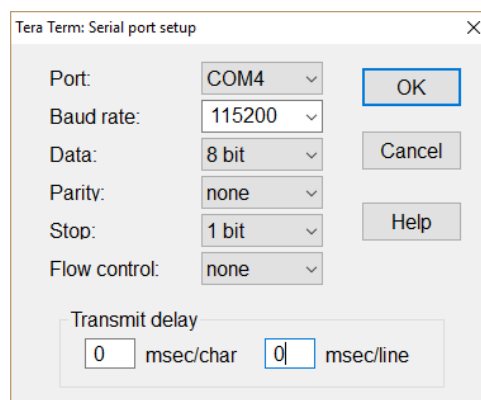 Tera Term: Serial port setup
Port: COM4
OK
Baud rate: 115200
Data: 8 bit
Cancel
Parity: none
Stop: 1 bit
Help
Flow control: none
Transmit delay
0 msec/char 0 msec/line